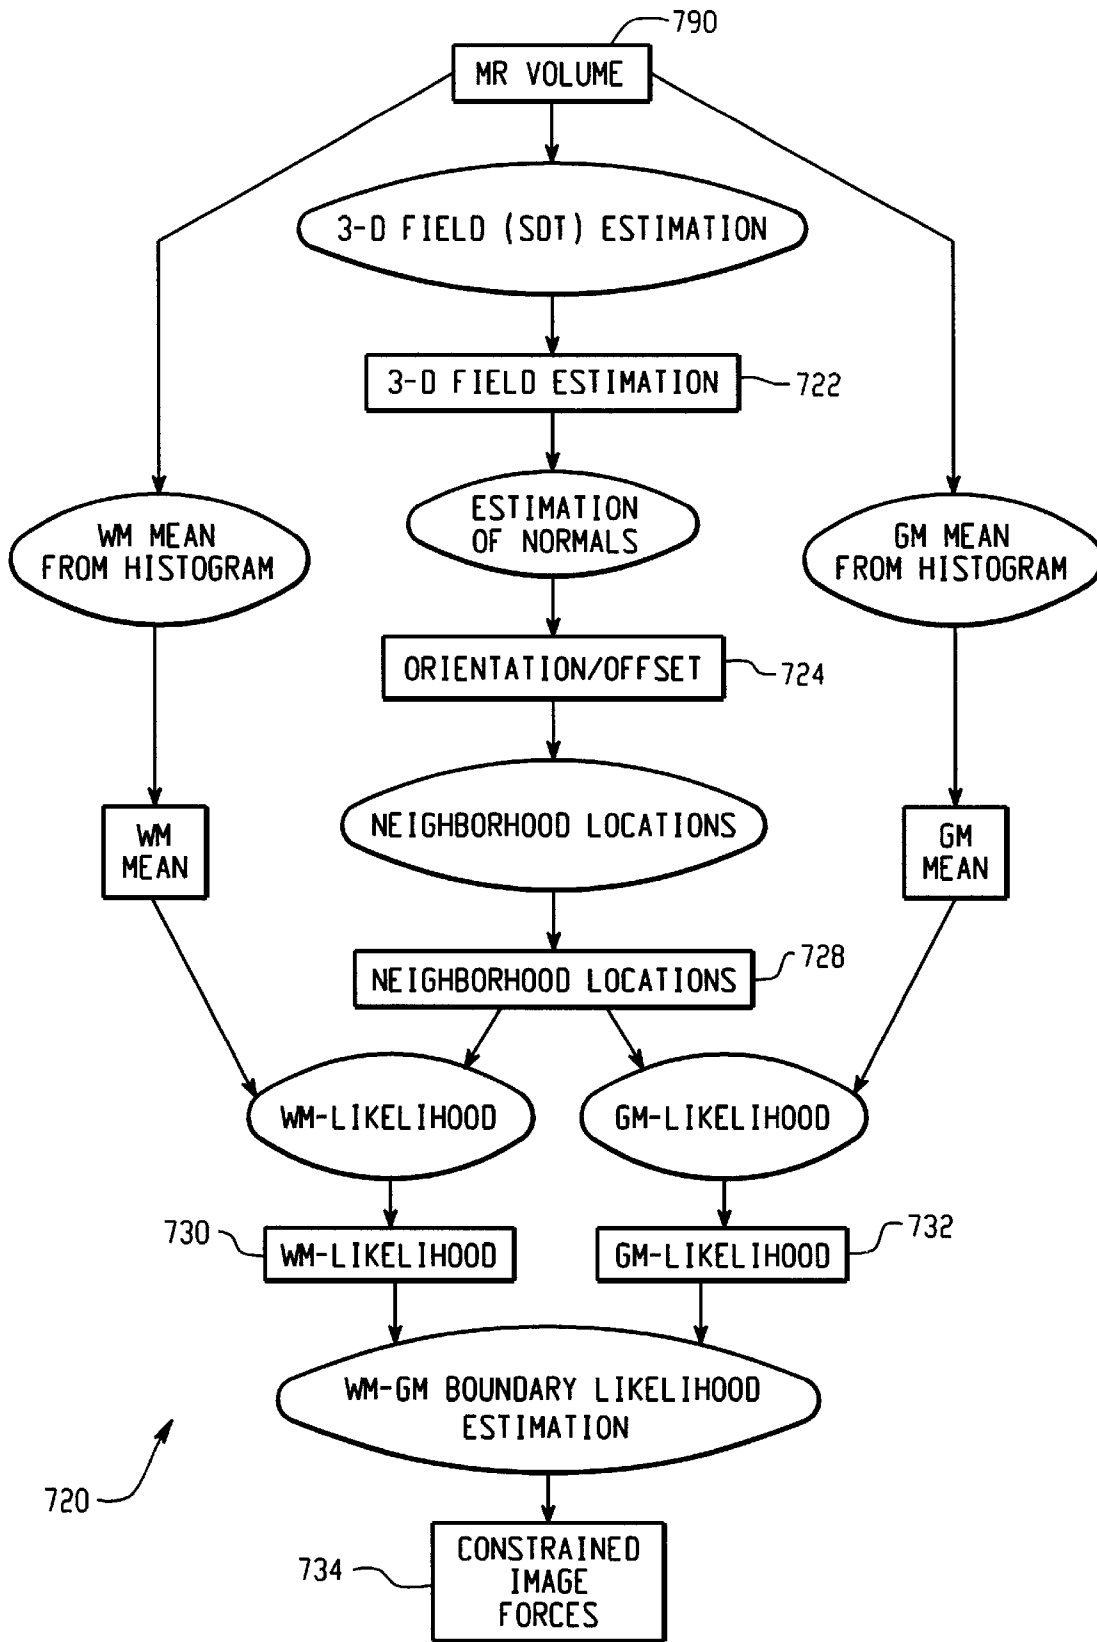 790
MR VOLUME
3-D FIELD (SDT) ESTIMATION
3-D FIELD ESTIMATION
722
WM MEAN
FROM HISTOGRAM
ESTIMATION
OF NORMALS
GM MEAN
FROM HISTOGRAM
ORIENTATION/OFFSET
724
NEIGHBORHOOD LOCATIONS
WM
MEAN
GM
MEAN
NEIGHBORHOOD LOCATIONS
728
WM-LIKELIHOOD
GM-LIKELIHOOD
730
WM-LIKELIHOOD
GM-LIKELIHOOD
732
WM-GM BOUNDARY LIKELIHOOD
ESTIMATION
720
734
CONSTRAINED
IMAGE
FORCES